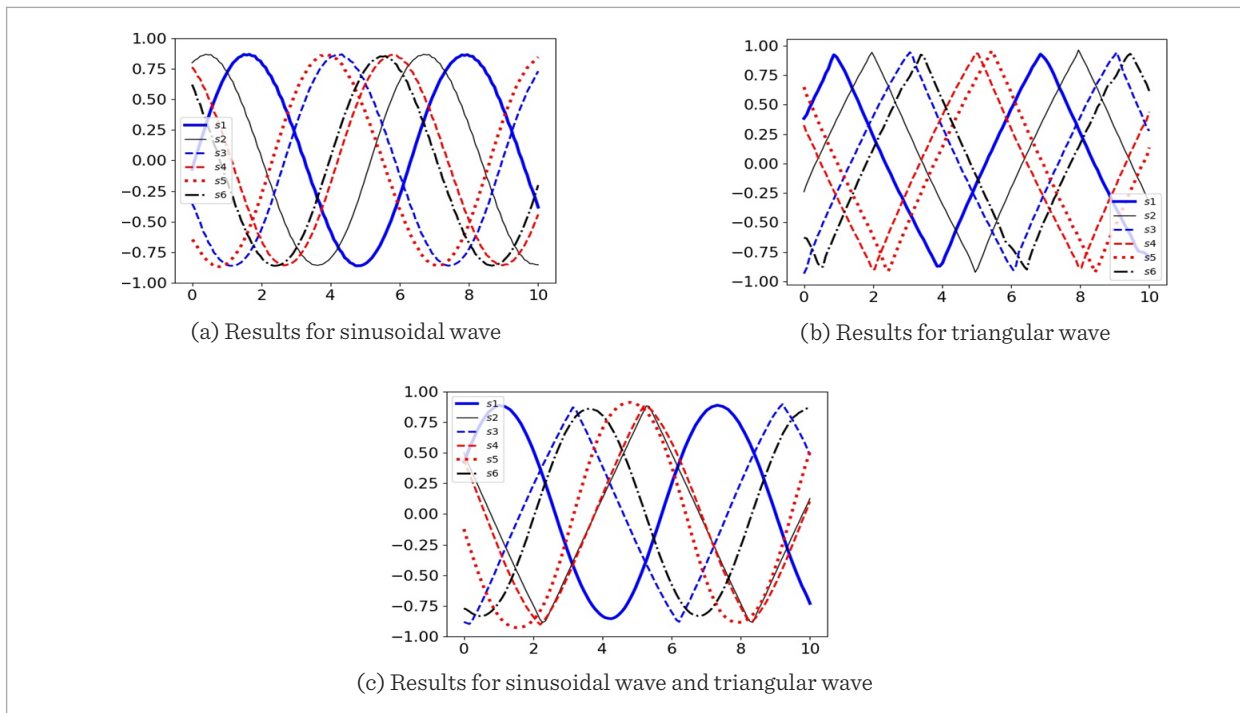 1.00
0.75
0.50
0.25
0.00
−0.25
−0.50
−0.75
−1.00
s1
s2
s3
s4
s5
s6
0 2 4 6 8 10
(a) Results for sinusoidal wave
1.00
0.75
0.50
0.25
0.00
−0.25
−0.50
−0.75
−1.00
s1
s2
s3
s4
s5
s6
0 2 4 6 8 10
(b) Results for triangular wave
1.00
0.75
0.50
0.25
0.00
−0.25
−0.50
−0.75
−1.00
s1
s2
s3
s4
s5
s6
0 2 4 6 8 10
(c) Results for sinusoidal wave and triangular wave